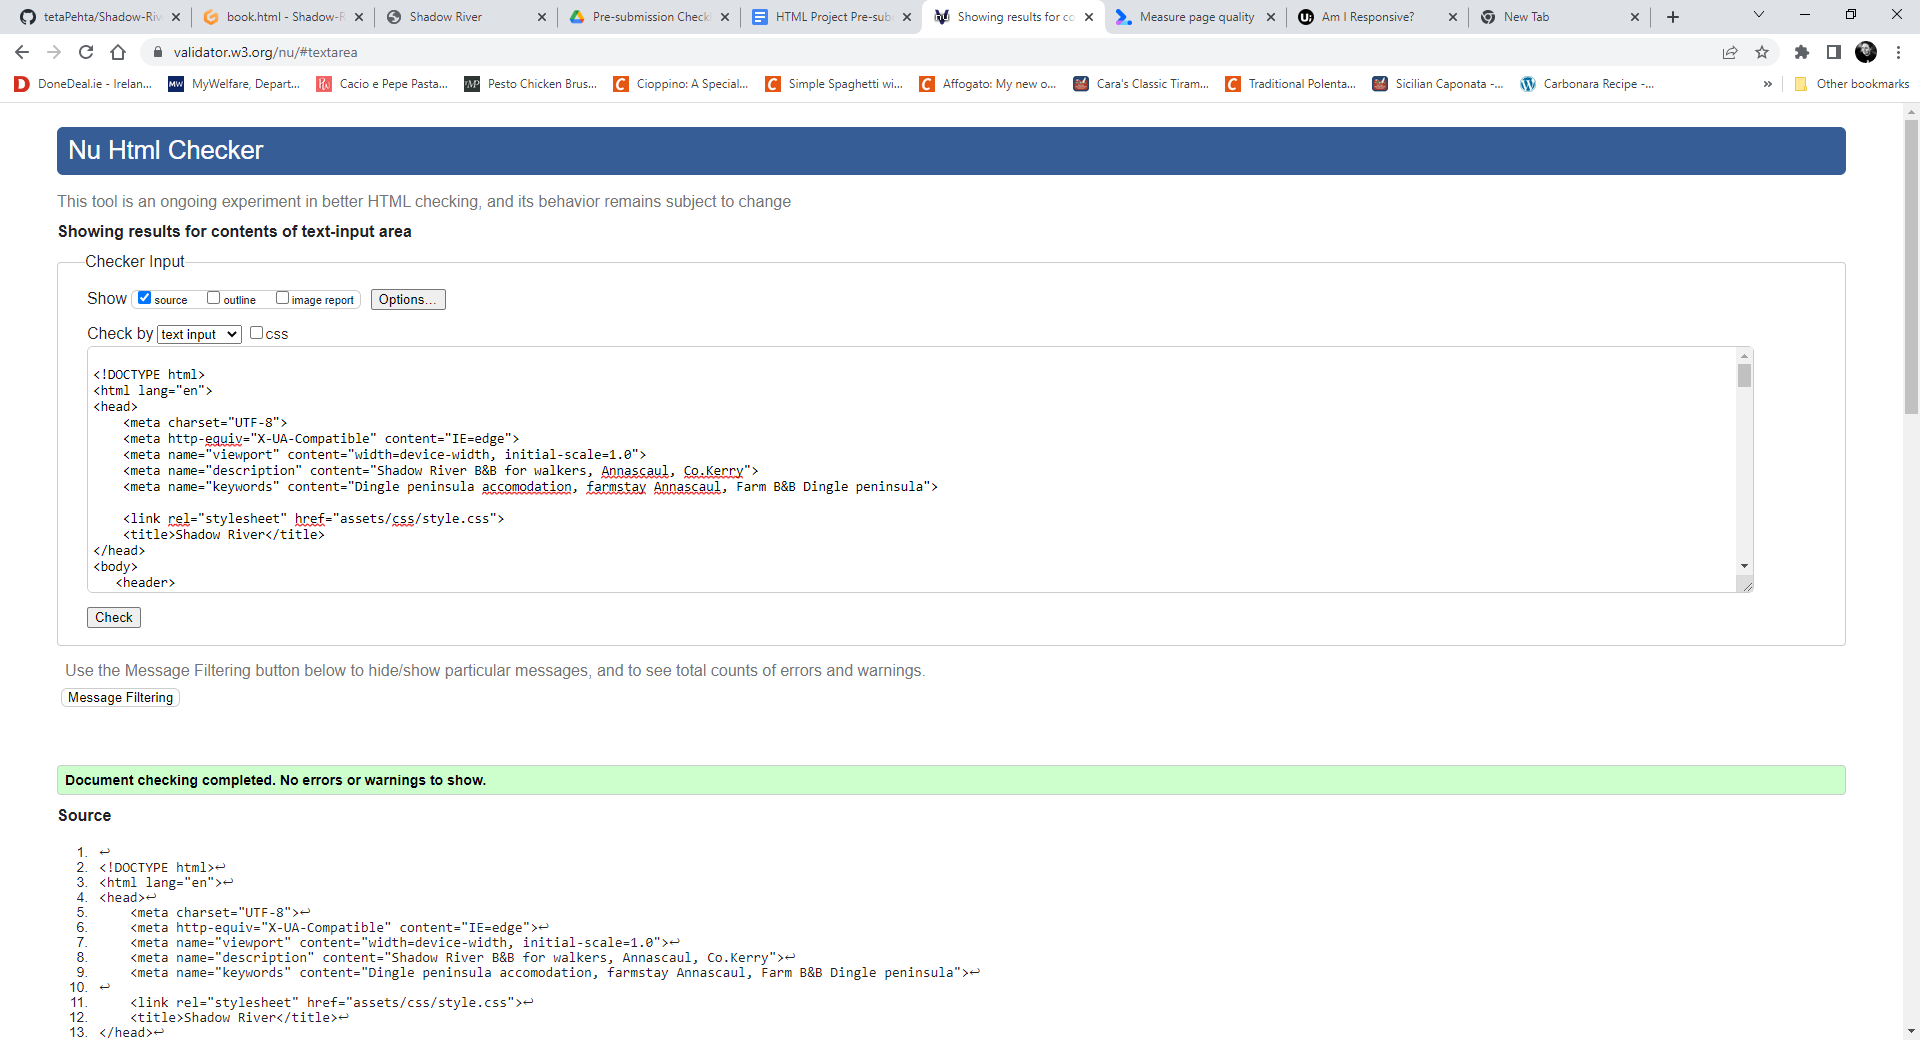 tetaPehta/Shadow-Riv
book.html - Shadow-R
Shadow River
Pre-submission Check
HTML Project Pre-sub
Showing results for co
Measure page quality
Am I Responsive?
New Tab
validator.w3.org/nu/#textarea
DoneDeal.ie - Irelan...
MW
MyWelfare, Depart...
Cacio e Pepe Pasta...
Pesto Chicken Brus...
Cioppino: A Special...
Simple Spaghetti wi...
Affogato: My new o...
Cara's Classic Tiram...
Traditional Polenta...
Sicilian Caponata -...
Carbonara Recipe -...
»
Other bookmarks
Nu Html Checker
This tool is an ongoing experiment in better HTML checking, and its behavior remains subject to change
Showing results for contents of text-input area
Checker Input
Show source outline image report Options...
Check by text input css
<!DOCTYPE html>
<html lang="en">
<head>
    <meta charset="UTF-8">
    <meta http-equiv="X-UA-Compatible" content="IE=edge">
    <meta name="viewport" content="width=device-width, initial-scale=1.0">
    <meta name="description" content="Shadow River B&B for walkers, Annascaul, Co.Kerry">
    <meta name="keywords" content="Dingle peninsula accomodation, farmstay Annascaul, Farm B&B Dingle peninsula">
    <link rel="stylesheet" href="assets/css/style.css">
    <title>Shadow River</title>
</head>
<body>
   <header>
Check
Use the Message Filtering button below to hide/show particular messages, and to see total counts of errors and warnings.
Message Filtering
Document checking completed. No errors or warnings to show.
Source
1. ↩
2. <!DOCTYPE html>↩
3. <html lang="en">↩
4. <head>↩
5.     <meta charset="UTF-8">↩
6.     <meta http-equiv="X-UA-Compatible" content="IE=edge">↩
7.     <meta name="viewport" content="width=device-width, initial-scale=1.0">↩
8.     <meta name="description" content="Shadow River B&B for walkers, Annascaul, Co.Kerry">↩
9.     <meta name="keywords" content="Dingle peninsula accomodation, farmstay Annascaul, Farm B&B Dingle peninsula">↩
10. ↩
11.     <link rel="stylesheet" href="assets/css/style.css">↩
12.     <title>Shadow River</title>↩
13. </head>↩